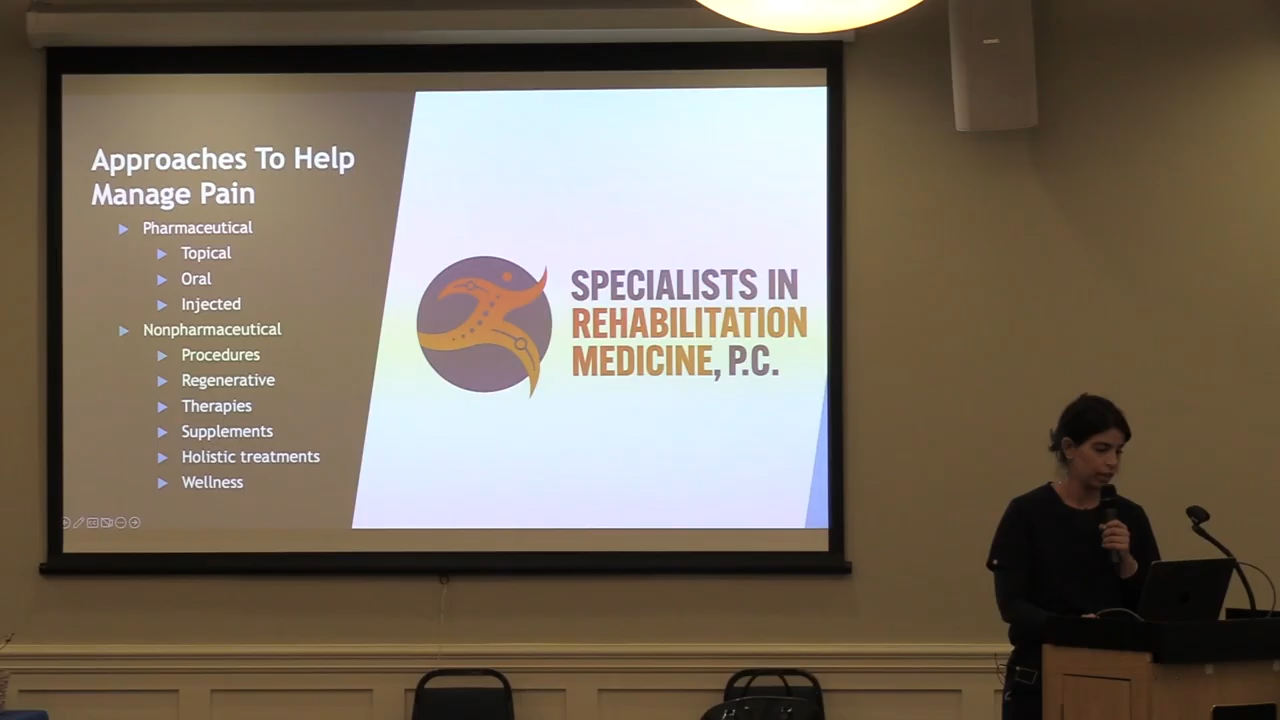 Approaches To Help
Manage Pain
Pharmaceutical
Topical
Oral
Injected
Nonpharmaceutical
Procedures
Regenerative
Therapies
Supplements
Holistic treatments
Wellness
SPECIALISTS IN
REHABILITATION
MEDICINE, P.C.